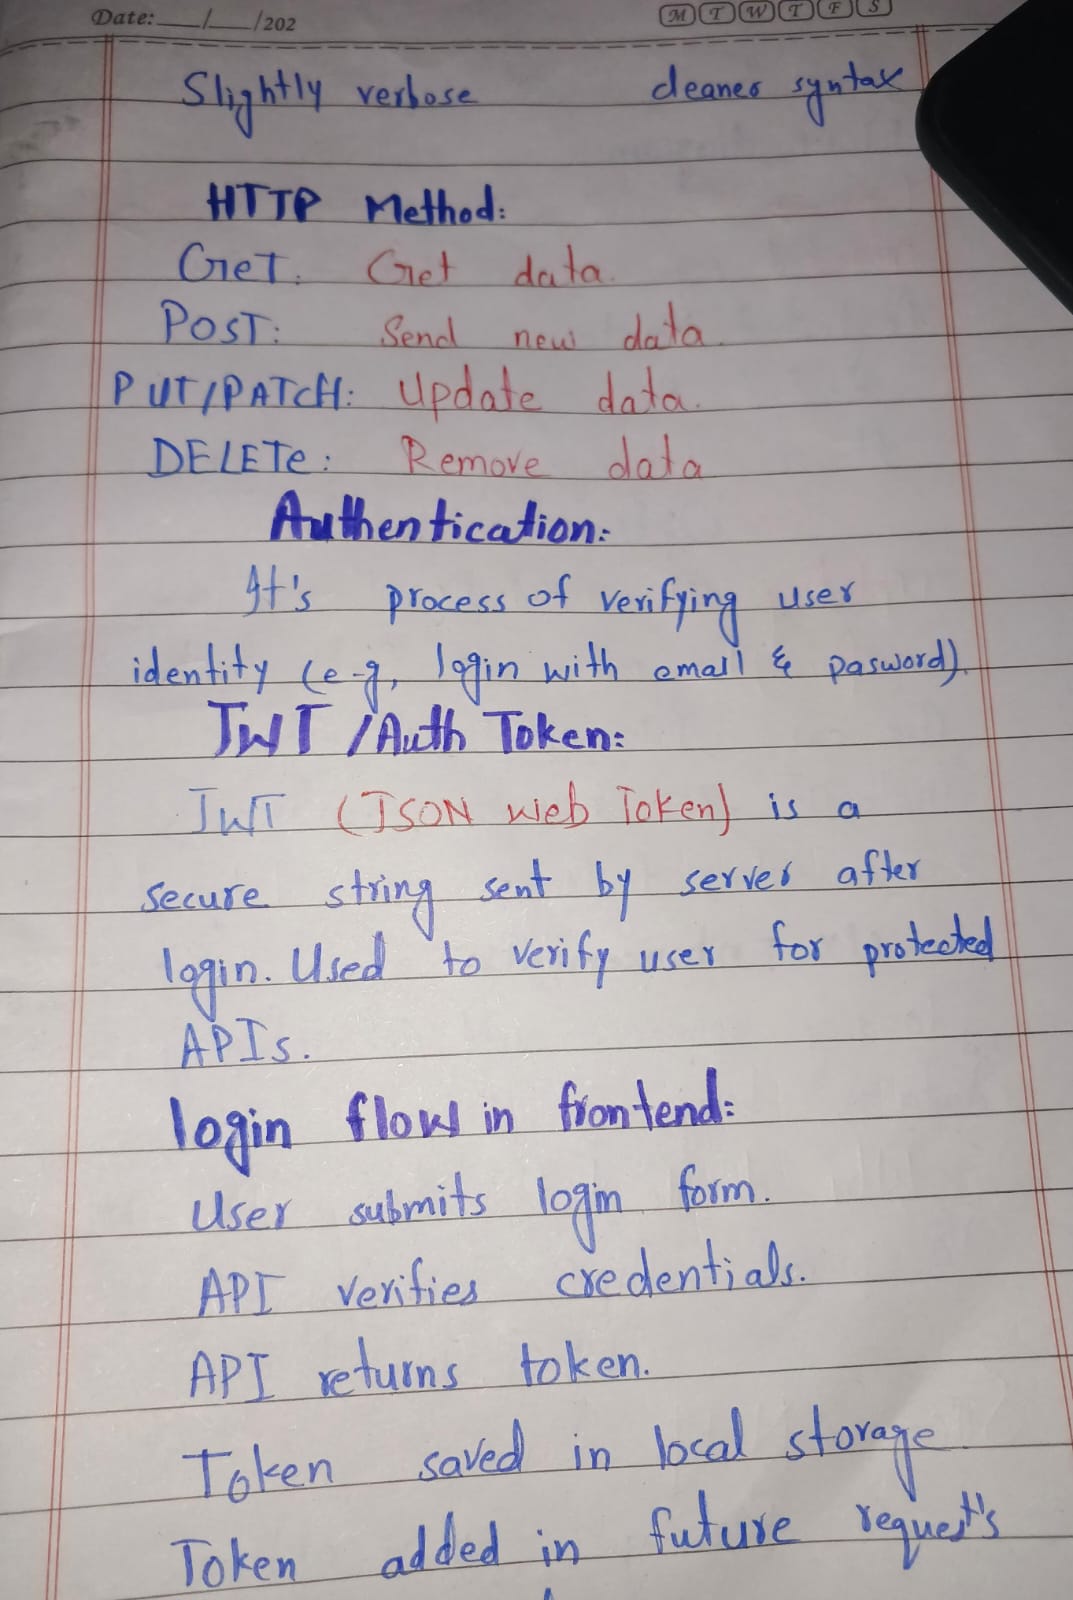 Date: __/__/202 M T W T F S
Slightly verbose cleaner syntax
HTTP Method:
GET: Get data.
POST: Send new data.
PUT/PATCH: Update data.
DELETE: Remove data
Authentication:
It's process of verifying user
identity (e-g, login with email & pasword).
JWT / Auth Token:
JWT (JSON Web Token) is a
secure string sent by server after
login. Used to verify user for protected
APIs.
login flow in frontend:
User submits login form.
API verifies credentials.
API returns token.
Token saved in local storage
Token added in future request's